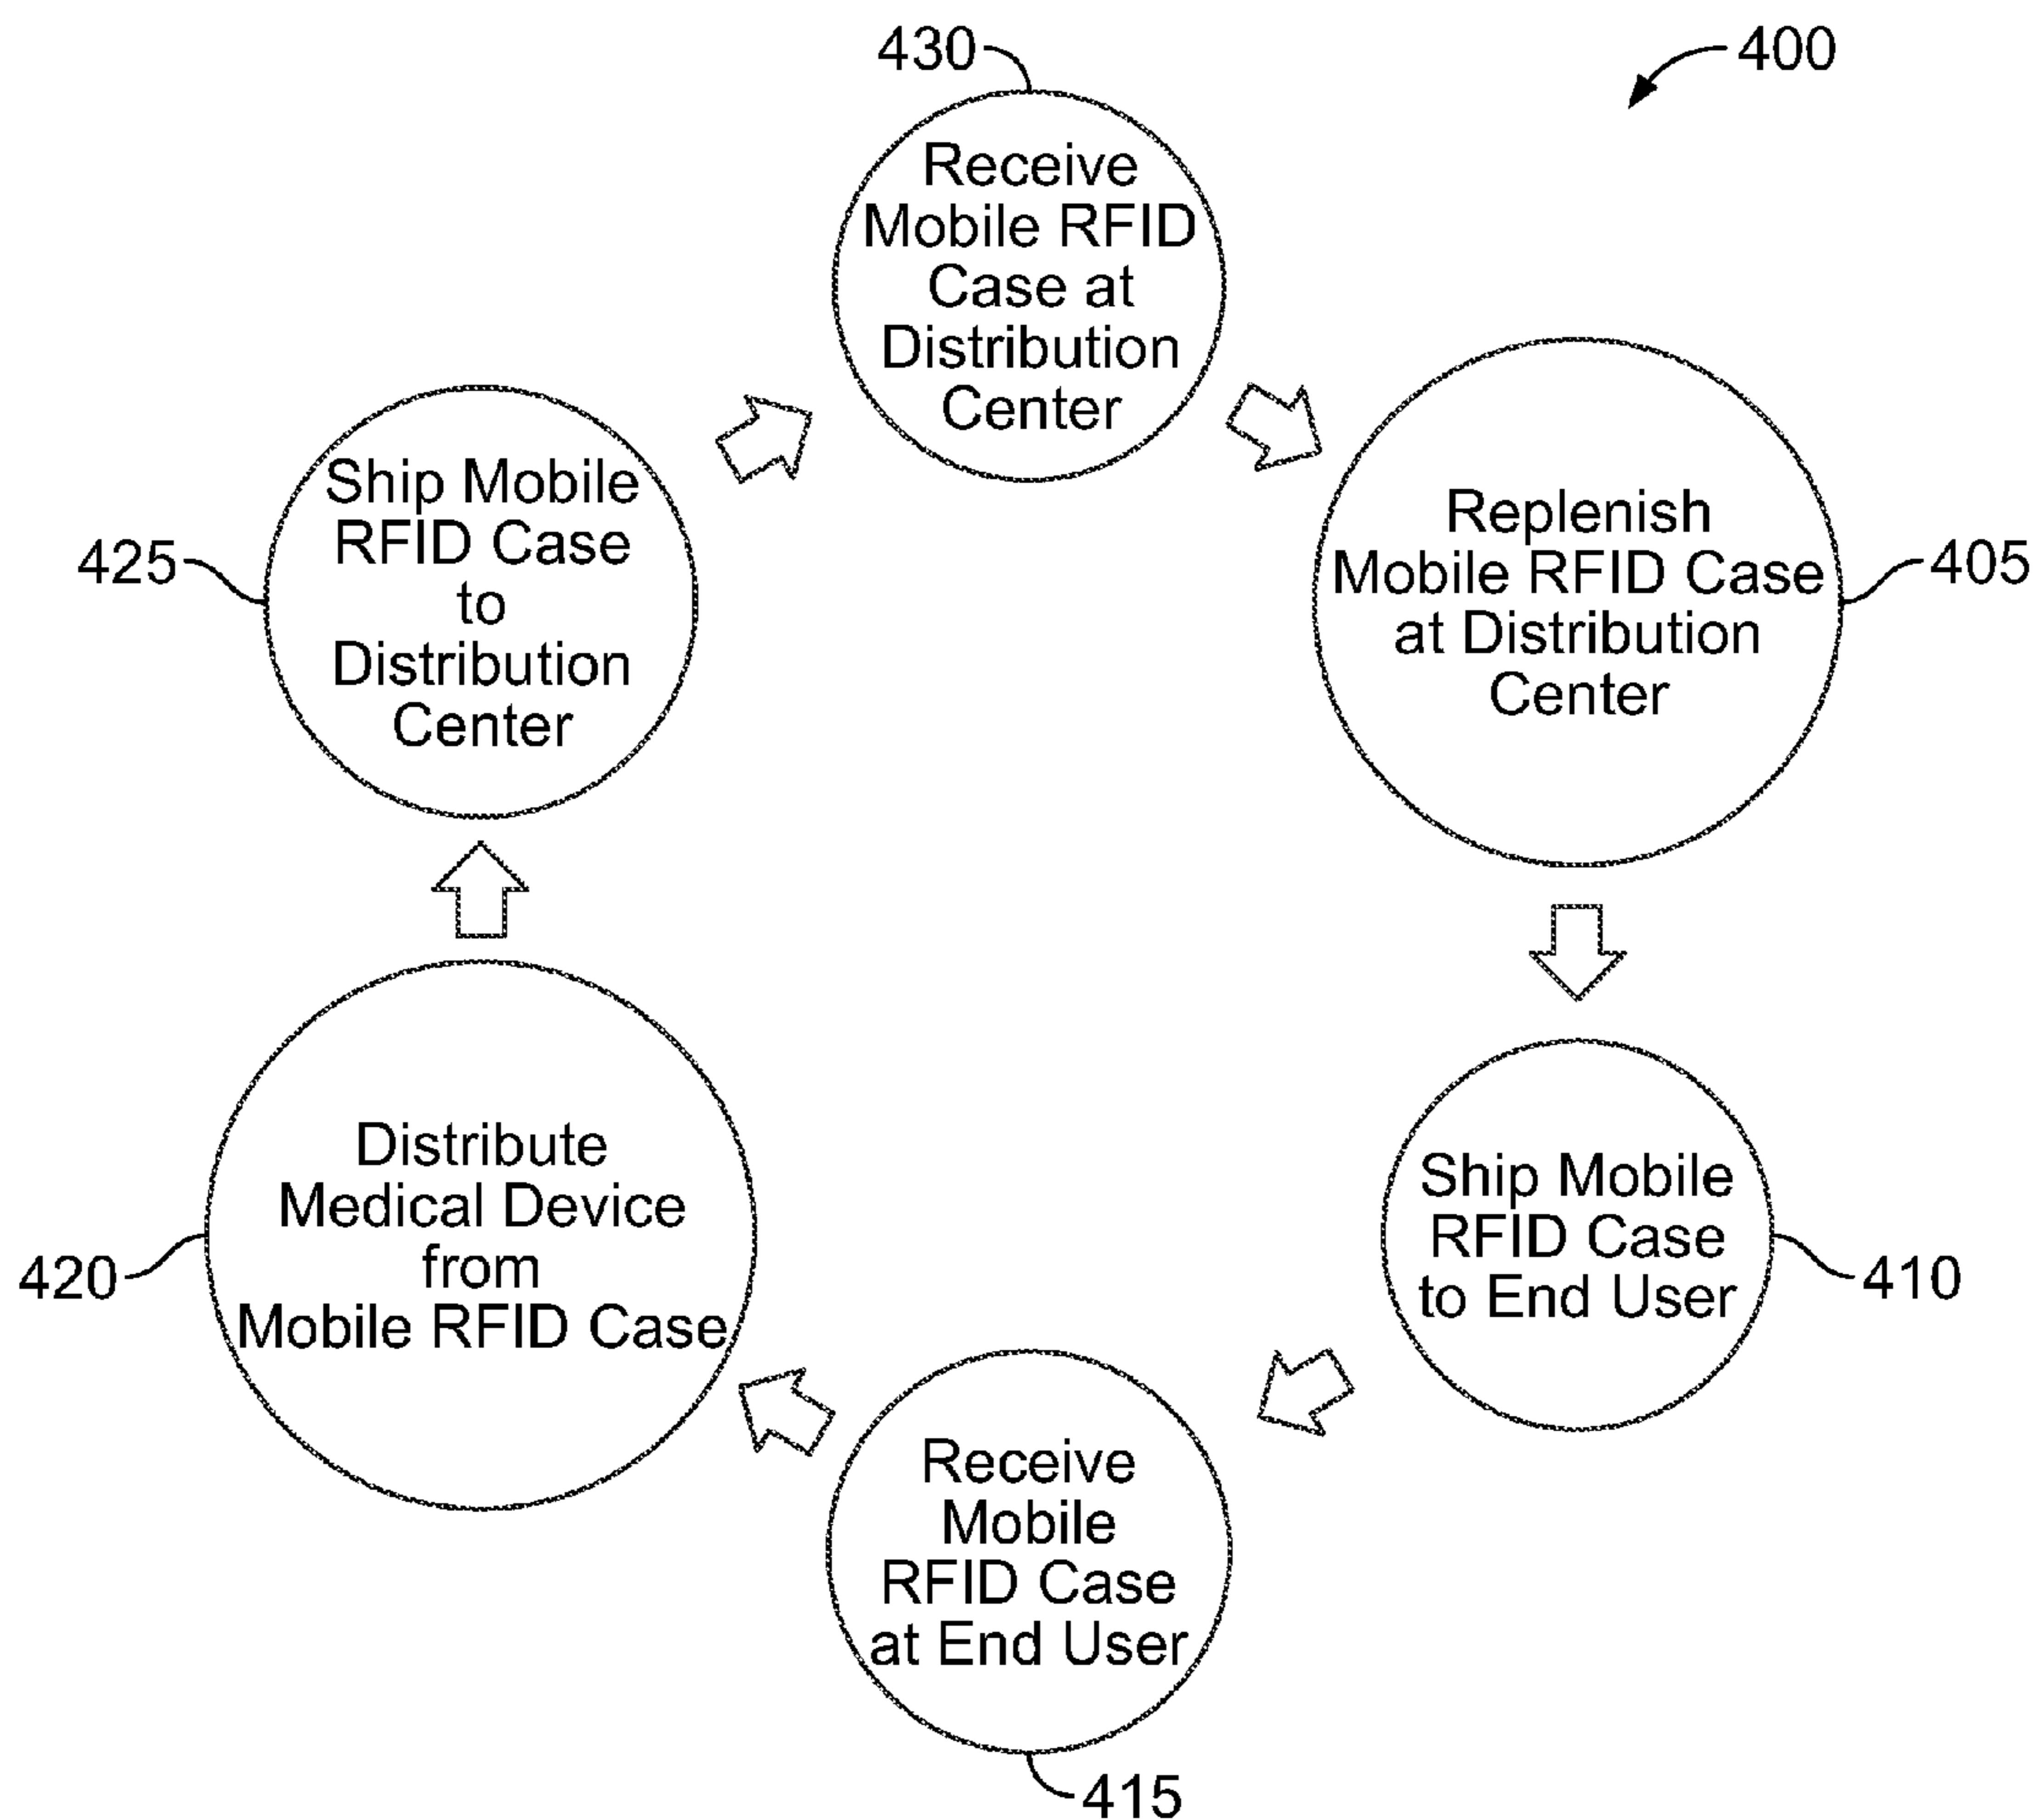 430
400
Receive
Mobile RFID
Case at
Distribution
Center
Replenish
Mobile RFID Case
at Distribution
Center
405
Ship Mobile
RFID Case
to End User
410
Receive
Mobile
RFID Case
at End User
415
Distribute
Medical Device
from
Mobile RFID Case
420
Ship Mobile
RFID Case
to
Distribution
Center
425